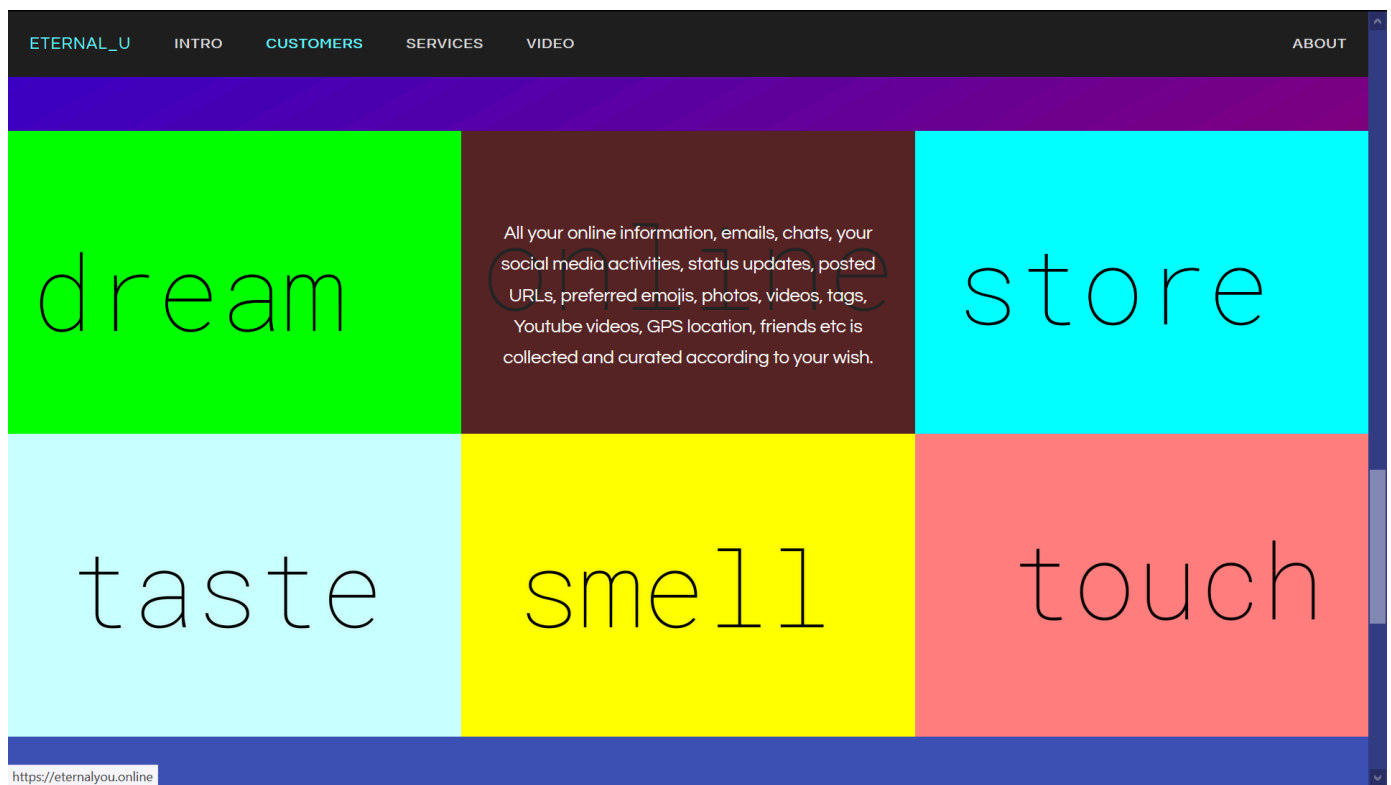 ETERNAL_U INTRO CUSTOMERS SERVICES VIDEO ABOUT
dream
online
All your online information, emails, chats, your
social media activities, status updates, posted
URLs, preferred emojis, photos, videos, tags,
Youtube videos, GPS location, friends etc is
collected and curated according to your wish.
store
taste
smell
touch
https://eternalyou.online